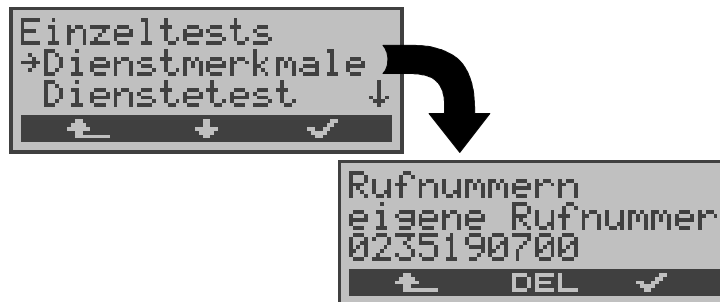 Einzeltests
→Dienstmerkmale
Dienstetest ↓
Rufnummern
eigene Rufnummer
0235190700
DEL